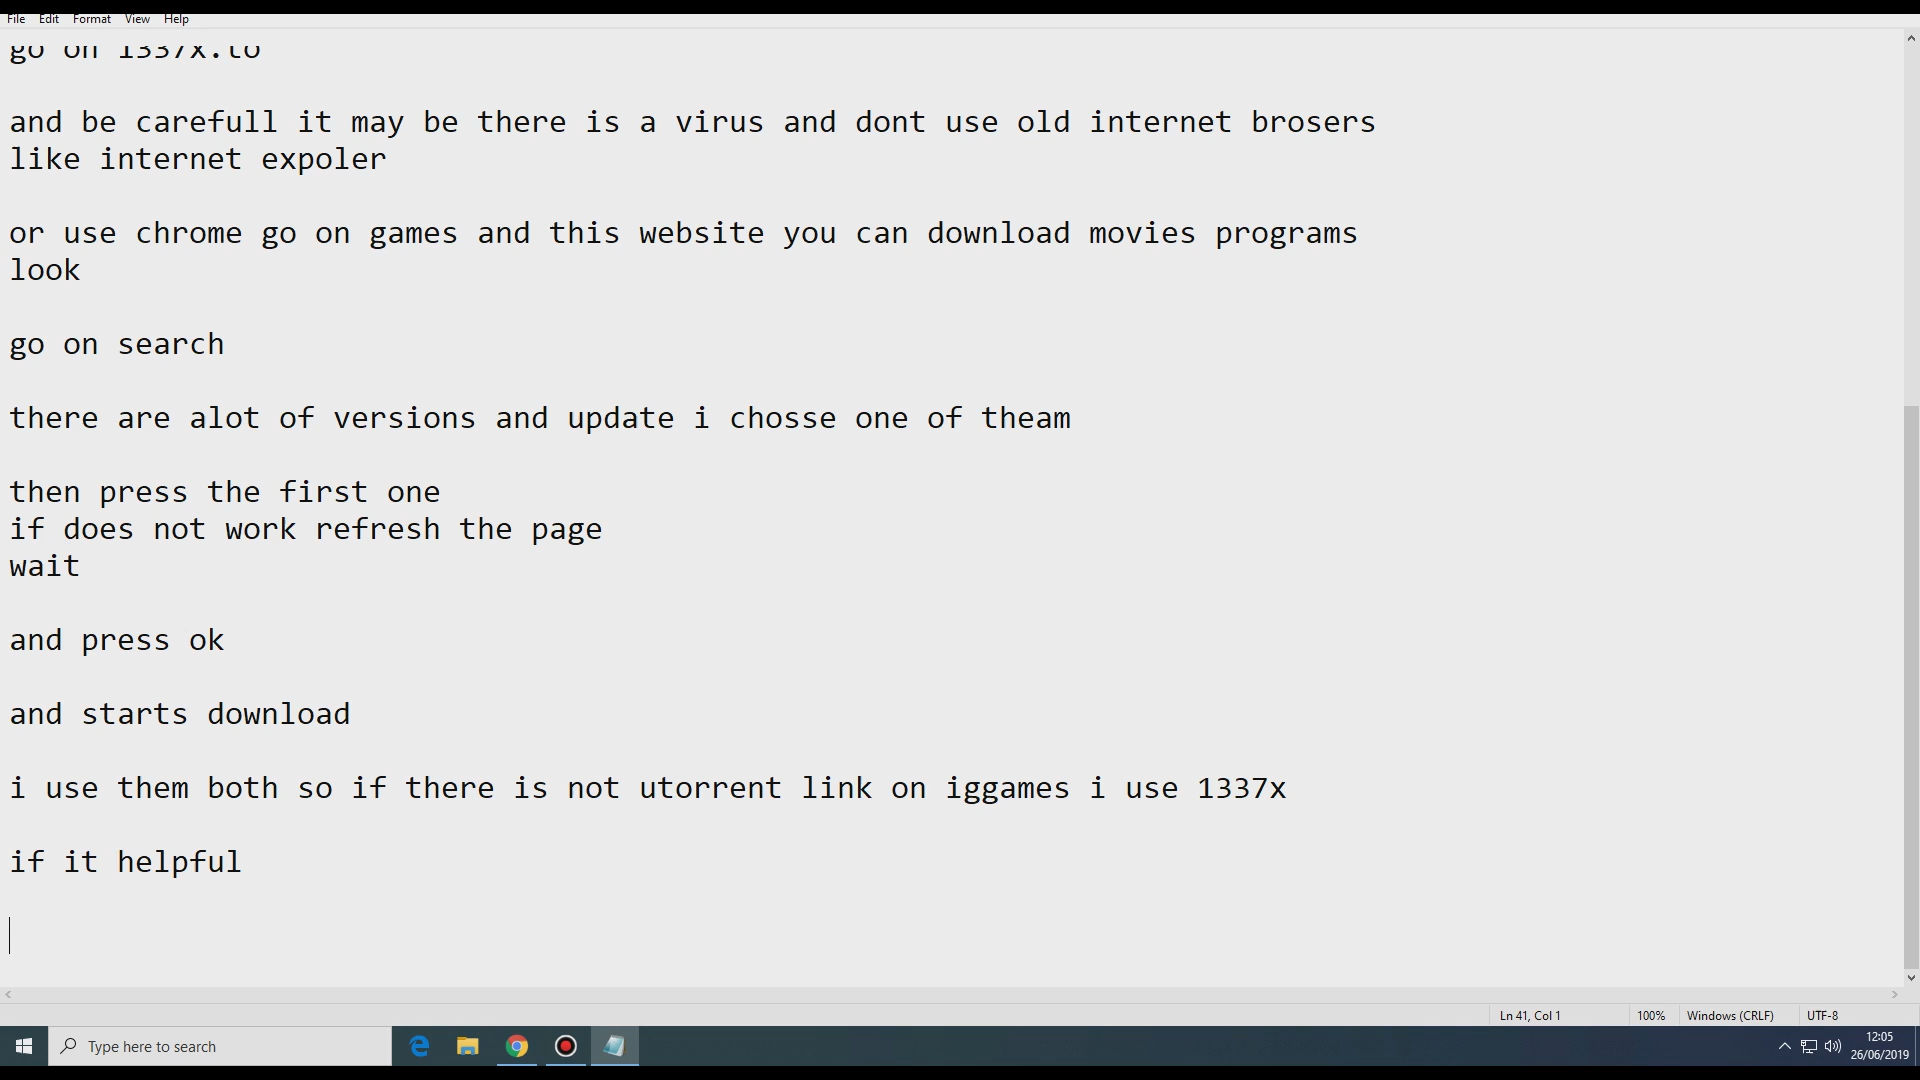 File Edit Format View Help
go on 1337x.to
and be carefull it may be there is a virus and dont use old internet brosers
like internet expoler
or use chrome go on games and this website you can download movies programs
look
go on search
there are alot of versions and update i chosse one of theam
then press the first one
if does not work refresh the page
wait
and press ok
and starts download
i use them both so if there is not utorrent link on iggames i use 1337x
if it helpful
Ln 41, Col 1 100% Windows (CRLF) UTF-8
Type here to search
12:05
26/06/2019